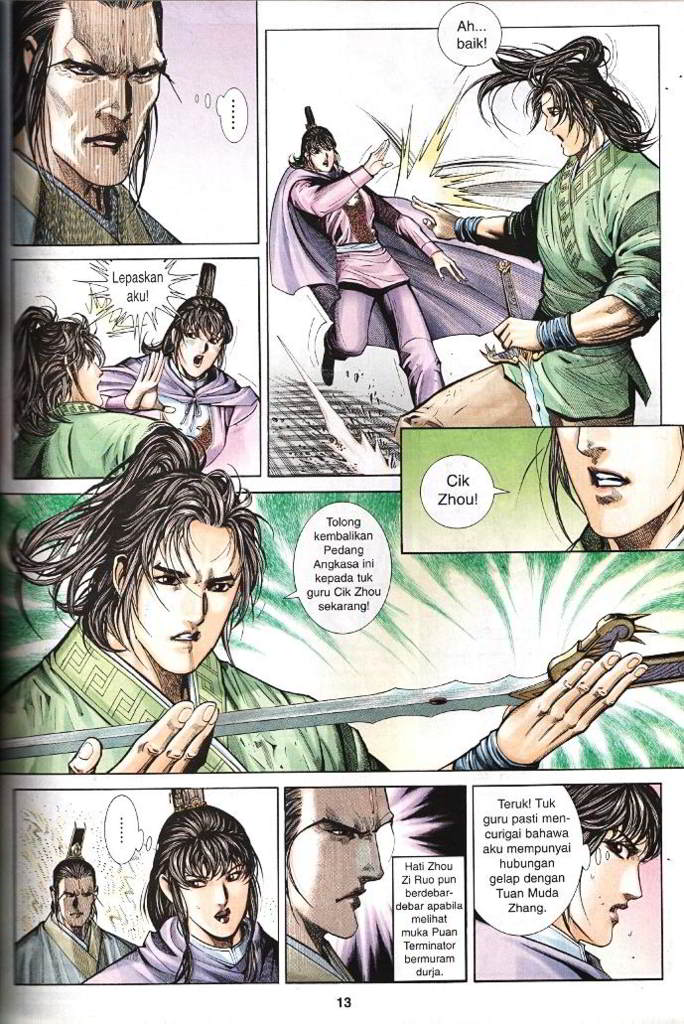 ......
Ah...
baik!
Lepaskan
aku!
Cik
Zhou!
Tolong
kembalikan
Pedang
Angkasa ini
kepada tuk
guru Cik Zhou
sekarang!
......
Hati Zhou
Zi Ruo pun
berdebar-
debar apabila
melihat
muka Puan
Terminator
bermuram
durja.
Teruk! Tuk
guru pasti men-
curigai bahawa
aku mempunyai
hubungan
gelap dengan
Tuan Muda
Zhang.
13